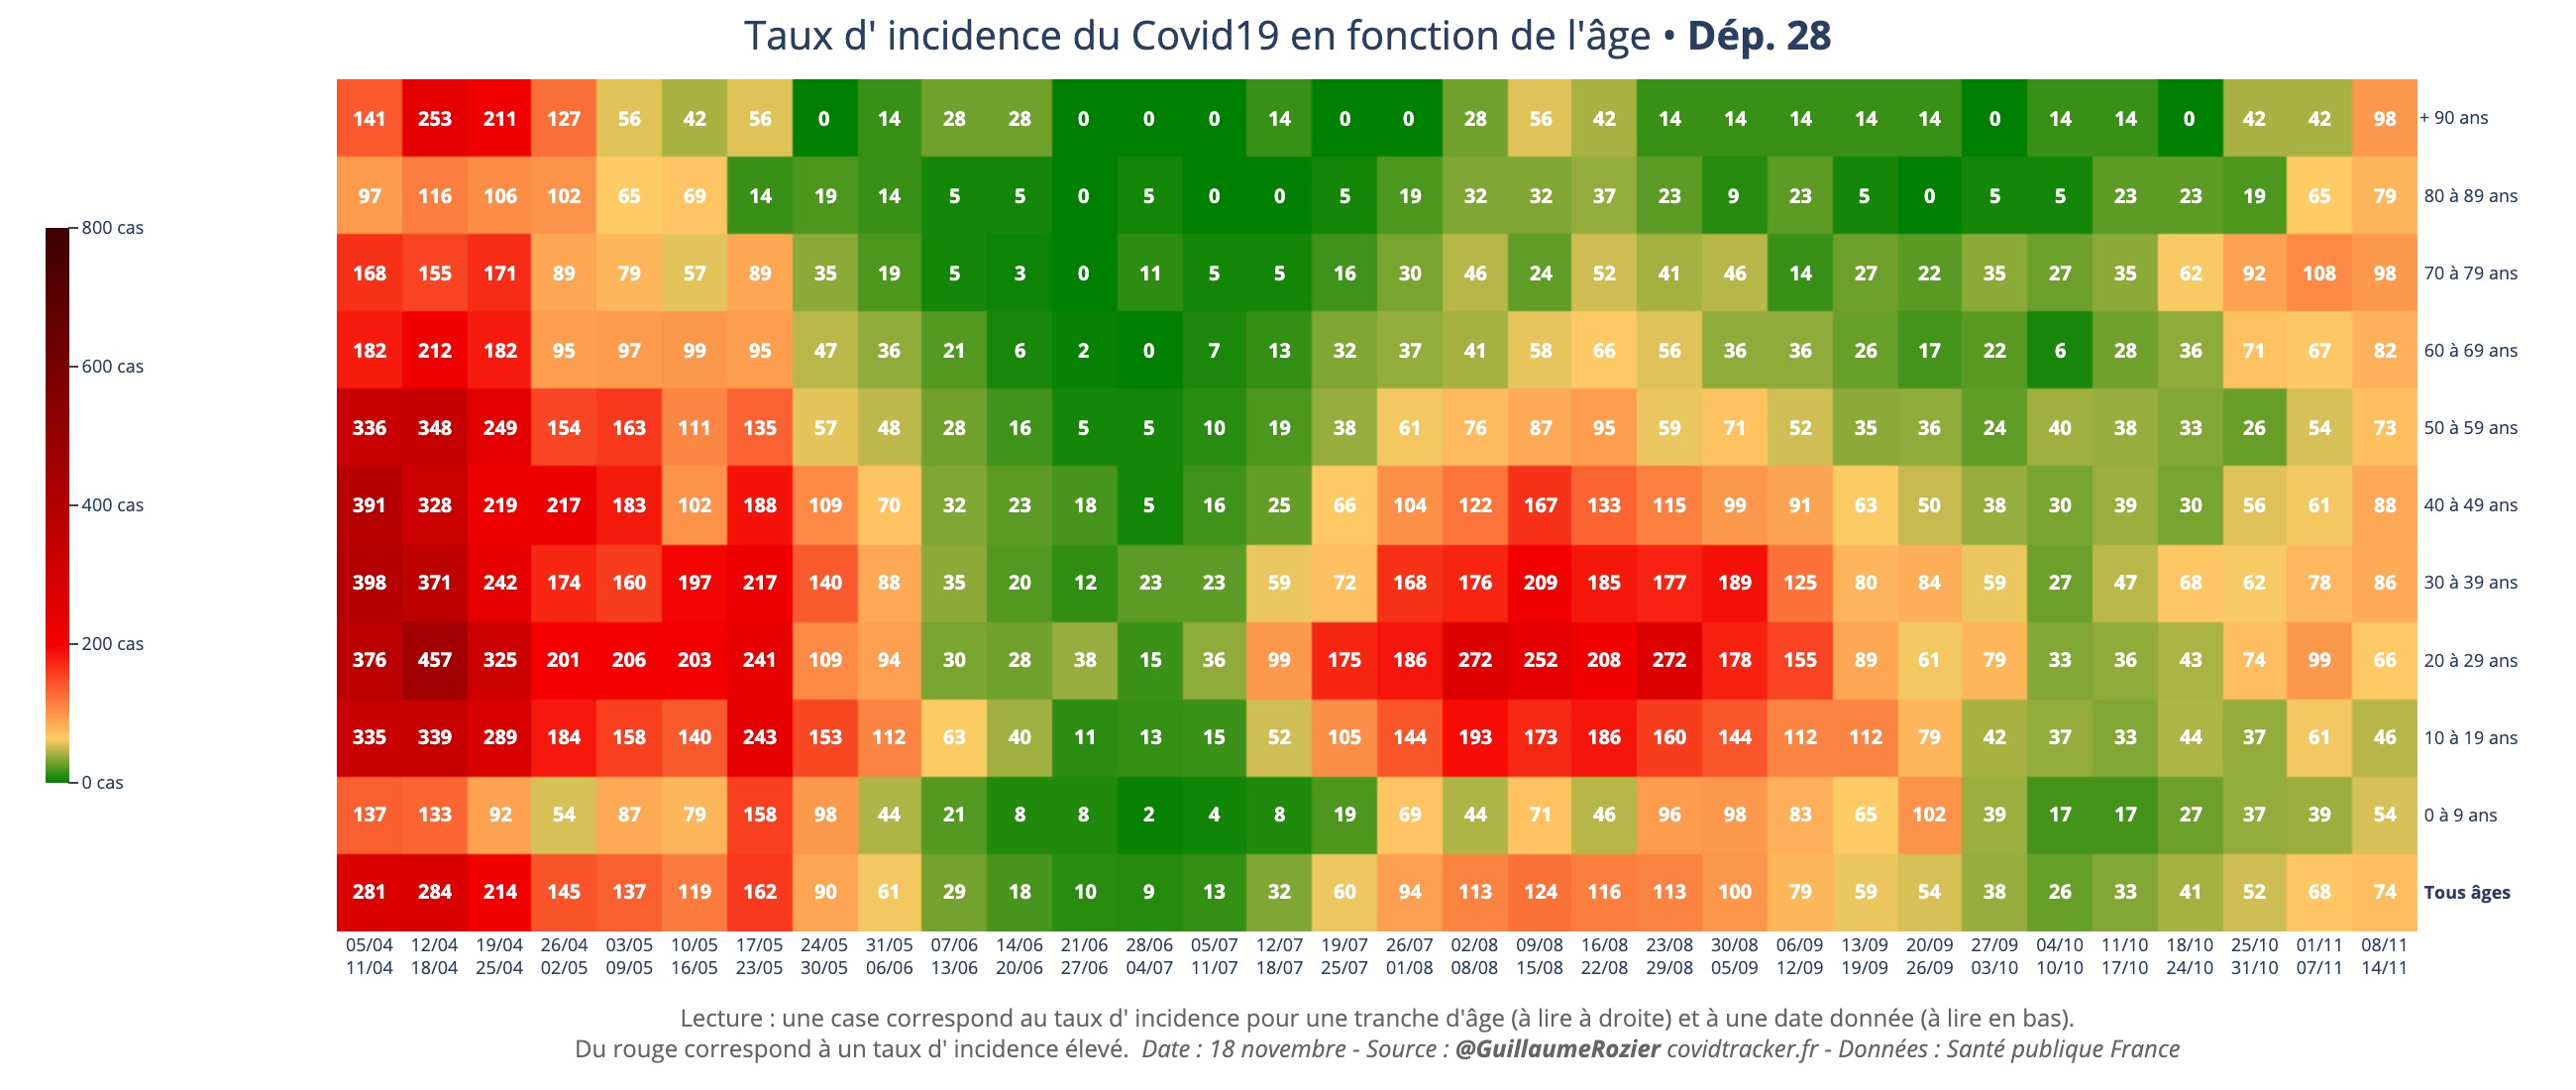 Taux d' incidence du Covid19 en fonction de l'âge • Dép. 28
800 cas
600 cas
400 cas
200 cas
0 cas
141 253 211 127 56 42 56 0 14 28 28 0 0 0 14 0 0 28 56 42 14 14 14 14 14 0 14 14 0 42 42 98 + 90 ans
97 116 106 102 65 69 14 19 14 5 5 0 5 0 0 5 19 32 32 37 23 9 23 5 0 5 5 23 23 19 65 79 80 à 89 ans
168 155 171 89 79 57 89 35 19 5 3 0 11 5 5 16 30 46 24 52 41 46 14 27 22 35 27 35 62 92 108 98 70 à 79 ans
182 212 182 95 97 99 95 47 36 21 6 2 0 7 13 32 37 41 58 66 56 36 36 26 17 22 6 28 36 71 67 82 60 à 69 ans
336 348 249 154 163 111 135 57 48 28 16 5 5 10 19 38 61 76 87 95 59 71 52 35 36 24 40 38 33 26 54 73 50 à 59 ans
391 328 219 217 183 102 188 109 70 32 23 18 5 16 25 66 104 122 167 133 115 99 91 63 50 38 30 39 30 56 61 88 40 à 49 ans
398 371 242 174 160 197 217 140 88 35 20 12 23 23 59 72 168 176 209 185 177 189 125 80 84 59 27 47 68 62 78 86 30 à 39 ans
376 457 325 201 206 203 241 109 94 30 28 38 15 36 99 175 186 272 252 208 272 178 155 89 61 79 33 36 43 74 99 66 20 à 29 ans
335 339 289 184 158 140 243 153 112 63 40 11 13 15 52 105 144 193 173 186 160 144 112 112 79 42 37 33 44 37 61 46 10 à 19 ans
137 133 92 54 87 79 158 98 44 21 8 8 2 4 8 19 69 44 71 46 96 98 83 65 102 39 17 17 27 37 39 54 0 à 9 ans
281 284 214 145 137 119 162 90 61 29 18 10 9 13 32 60 94 113 124 116 113 100 79 59 54 38 26 33 41 52 68 74 Tous âges
05/04 12/04 19/04 26/04 03/05 10/05 17/05 24/05 31/05 07/06 14/06 21/06 28/06 05/07 12/07 19/07 26/07 02/08 09/08 16/08 23/08 30/08 06/09 13/09 20/09 27/09 04/10 11/10 18/10 25/10 01/11 08/11
11/04 18/04 25/04 02/05 09/05 16/05 23/05 30/05 06/06 13/06 20/06 27/06 04/07 11/07 18/07 25/07 01/08 08/08 15/08 22/08 29/08 05/09 12/09 19/09 26/09 03/10 10/10 17/10 24/10 31/10 07/11 14/11
Lecture : une case correspond au taux d' incidence pour une tranche d'âge (à lire à droite) et à une date donnée (à lire en bas).
Du rouge correspond à un taux d' incidence élevé. Date : 18 novembre - Source : @GuillaumeRozier covidtracker.fr - Données : Santé publique France